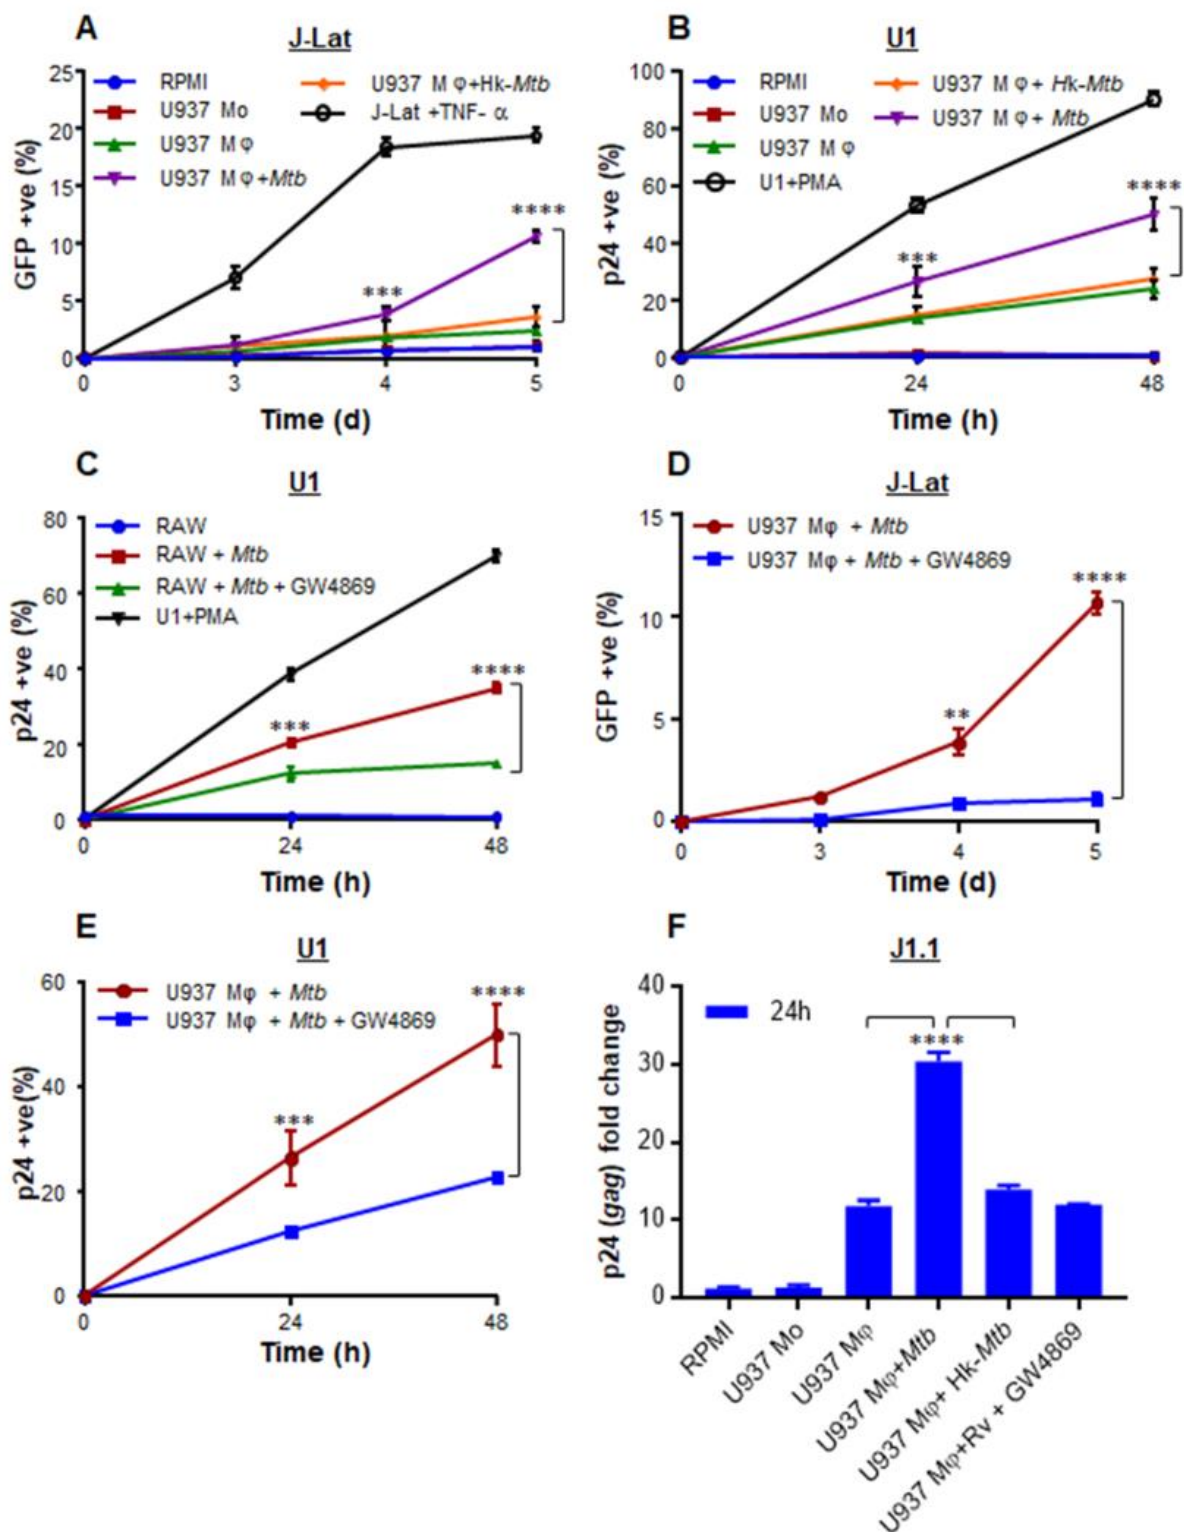 A
J-Lat
RPMI
U937 Mo
U937 Mφ
U937 Mφ+Mtb
U937 Mφ+Hk-Mtb
J-Lat +TNF- α
GFP +ve (%)
25
20
15
10
5
0
***
****
0 3 4 5
Time (d)
B
U1
RPMI
U937 Mo
U937 Mφ
U1+PMA
U937 Mφ+ Hk-Mtb
U937 Mφ+ Mtb
p24 +ve (%)
100
80
60
40
20
0
***
****
0 24 48
Time (h)
C
U1
RAW
RAW + Mtb
RAW + Mtb + GW4869
U1+PMA
p24 +ve (%)
80
60
40
20
0
***
****
0 24 48
Time (h)
D
J-Lat
U937 Mφ + Mtb
U937 Mφ + Mtb + GW4869
GFP +ve (%)
15
10
5
0
**
****
0 3 4 5
Time (d)
E
U1
U937 Mφ + Mtb
U937 Mφ + Mtb + GW4869
p24 +ve(%)
60
40
20
0
***
****
0 24 48
Time (h)
F
J1.1
24h
p24 (gag) fold change
40
30
20
10
0
****
RPMI
U937 Mo
U937 Mφ
U937 Mφ+Mtb
U937 Mφ+ Hk-Mtb
U937 Mφ+Rv + GW4869